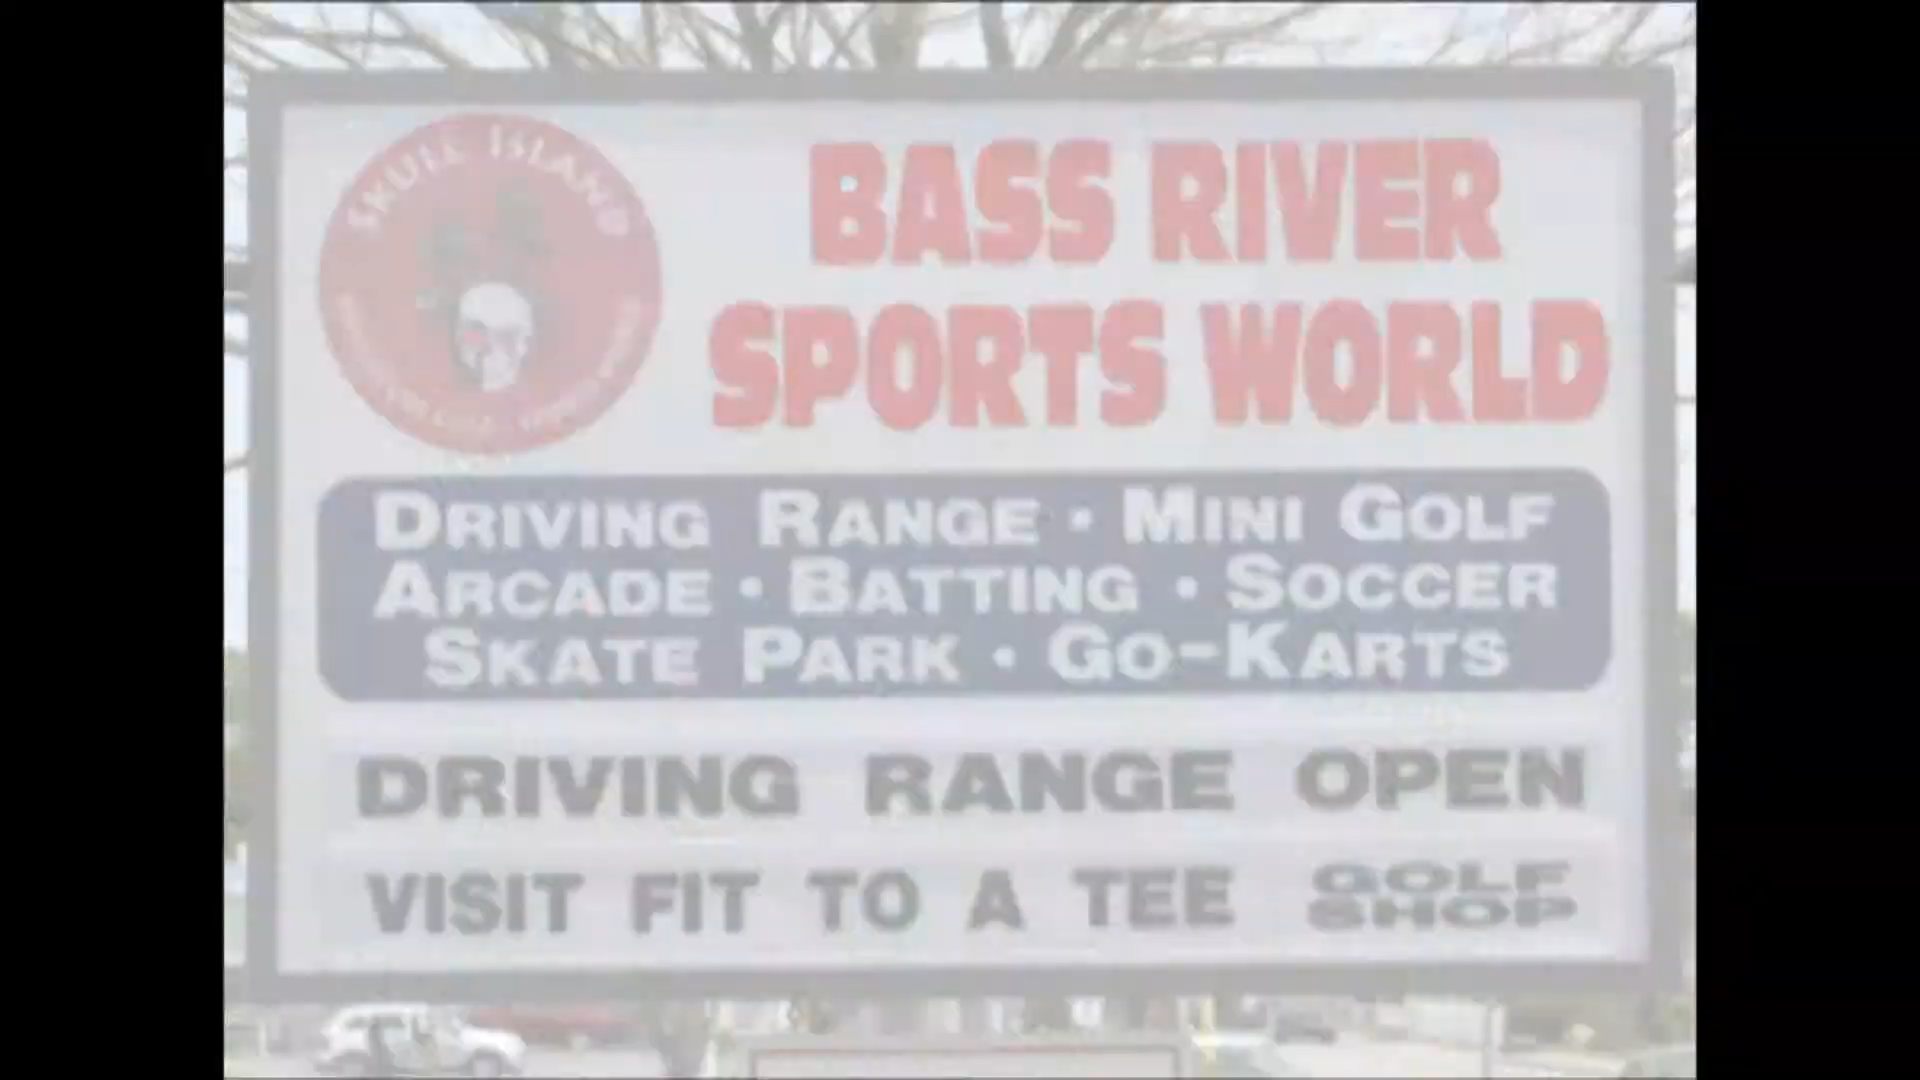 SKULL ISLAND
BASS RIVER
SPORTS WORLD
DRIVING RANGE • MINI GOLF
ARCADE • BATTING • SOCCER
SKATE PARK • GO-KARTS
DRIVING RANGE OPEN
VISIT FIT TO A TEE GOLF SHOP